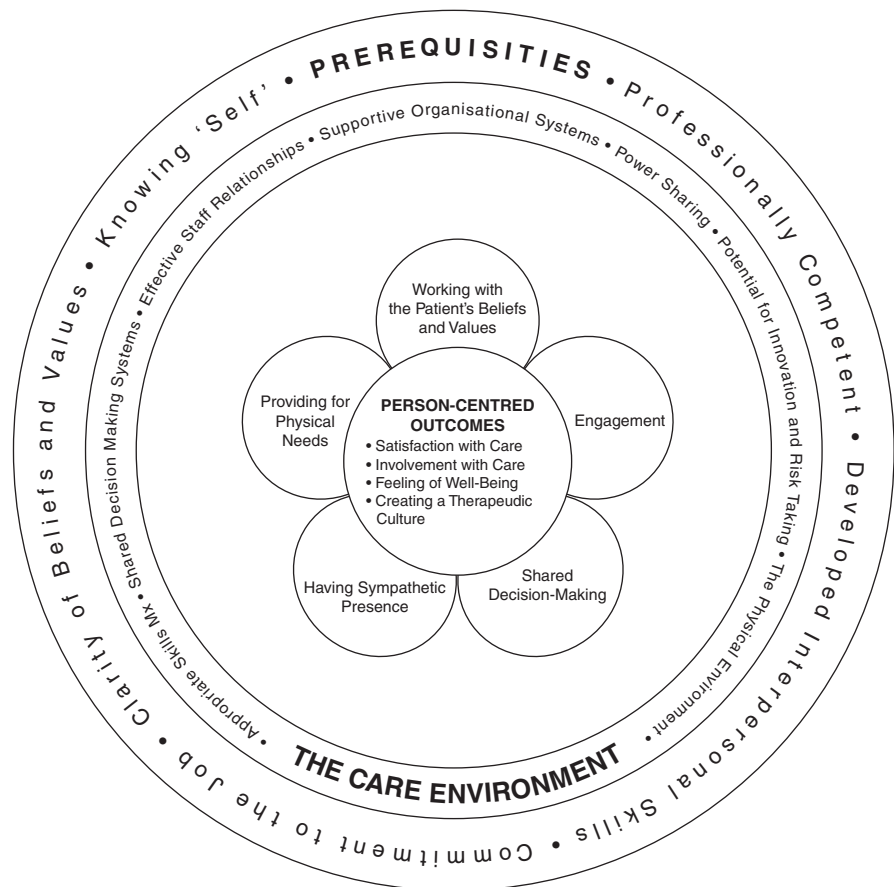 PREREQUISITIES • Professionally Competent • Developed Interpersonal Skills • Commitment to the Job • Clarity of Beliefs and Values • Knowing ‘Self’ •
THE CARE ENVIRONMENT
• Appropriate Skills Mx • Shared Decision Making Systems • Effective Staff Relationships • Supportive Organisational Systems • Power Sharing • Potential for Innovation and Risk Taking • The Physical Environment •
Working with
the Patient’s Beliefs
and Values
Engagement
Shared
Decision-Making
Having Sympathetic
Presence
Providing for
Physical
Needs
PERSON-CENTRED
OUTCOMES
• Satisfaction with Care
• Involvement with Care
• Feeling of Well-Being
• Creating a Therapeudic
Culture